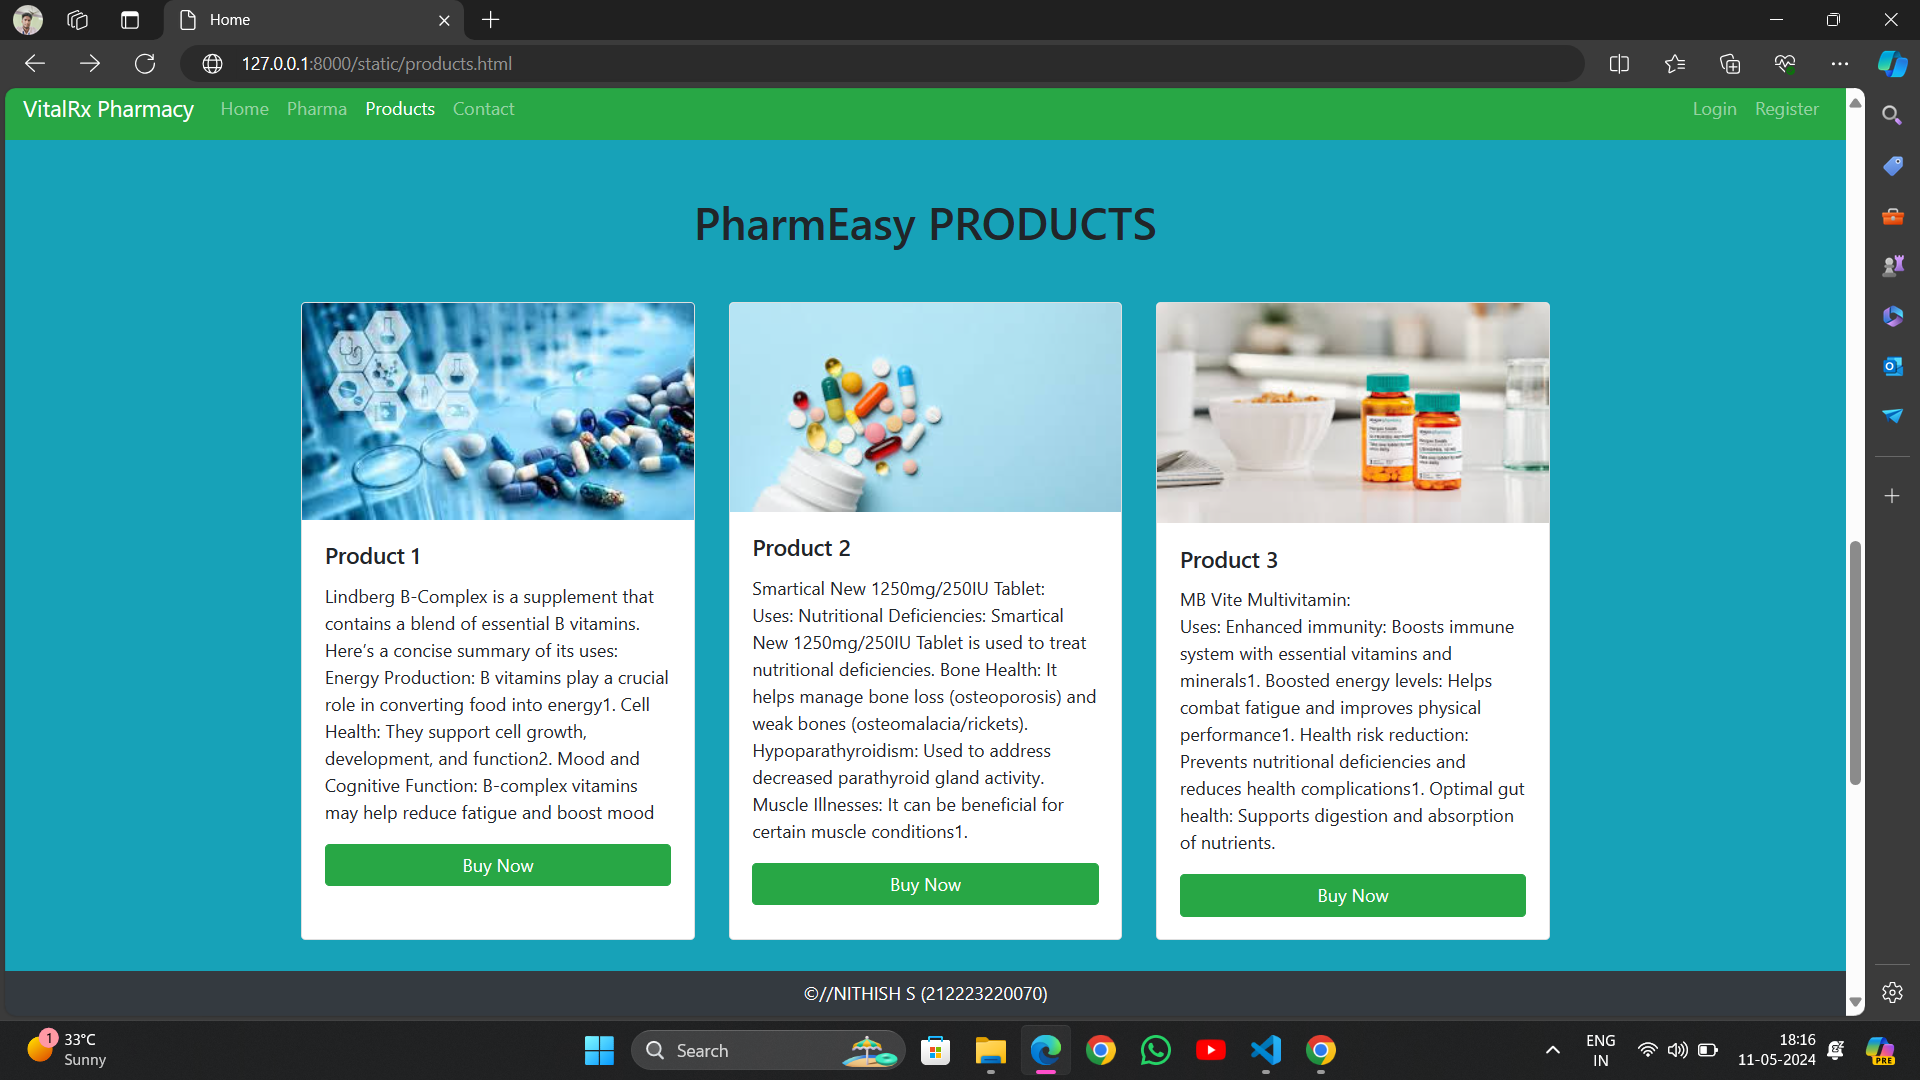 Home
127.0.0.1:8000/static/products.html
VitalRx Pharmacy Home Pharma Products Contact Login Register
PharmEasy PRODUCTS
Product 1
Lindberg B-Complex is a supplement that
contains a blend of essential B vitamins.
Here’s a concise summary of its uses:
Energy Production: B vitamins play a crucial
role in converting food into energy1. Cell
Health: They support cell growth,
development, and function2. Mood and
Cognitive Function: B-complex vitamins
may help reduce fatigue and boost mood
Buy Now
Product 2
Smartical New 1250mg/250IU Tablet:
Uses: Nutritional Deficiencies: Smartical
New 1250mg/250IU Tablet is used to treat
nutritional deficiencies. Bone Health: It
helps manage bone loss (osteoporosis) and
weak bones (osteomalacia/rickets).
Hypoparathyroidism: Used to address
decreased parathyroid gland activity.
Muscle Illnesses: It can be beneficial for
certain muscle conditions1.
Buy Now
Product 3
MB Vite Multivitamin:
Uses: Enhanced immunity: Boosts immune
system with essential vitamins and
minerals1. Boosted energy levels: Helps
combat fatigue and improves physical
performance1. Health risk reduction:
Prevents nutritional deficiencies and
reduces health complications1. Optimal gut
health: Supports digestion and absorption
of nutrients.
Buy Now
©//NITHISH S (212223220070)
1
33°C
Sunny
Search
ENG
IN
18:16
11-05-2024
PRE